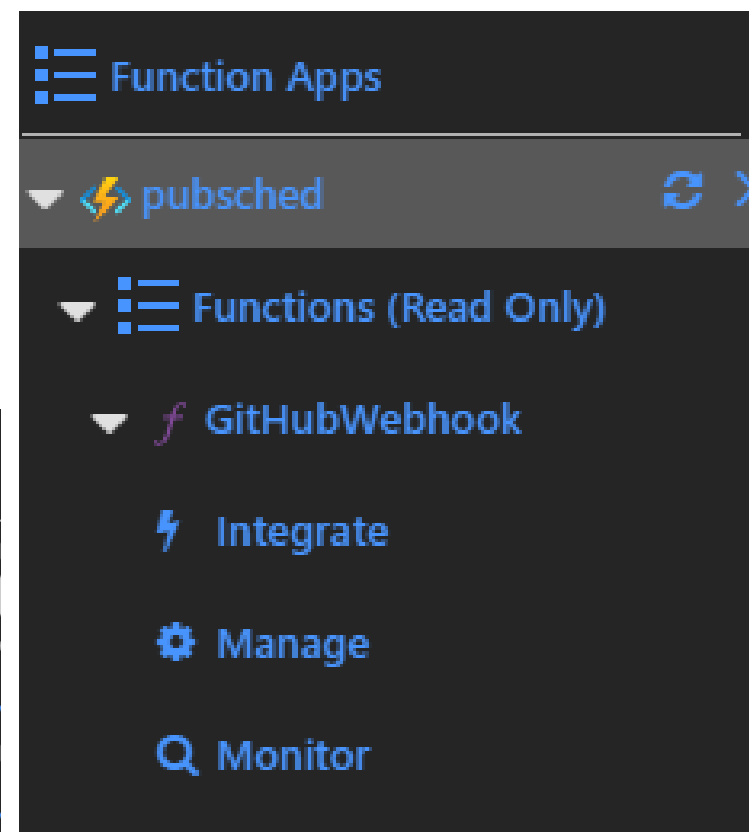 Function Apps
pubsched
Functions (Read Only)
GitHubWebhook
Integrate
Manage
Monitor